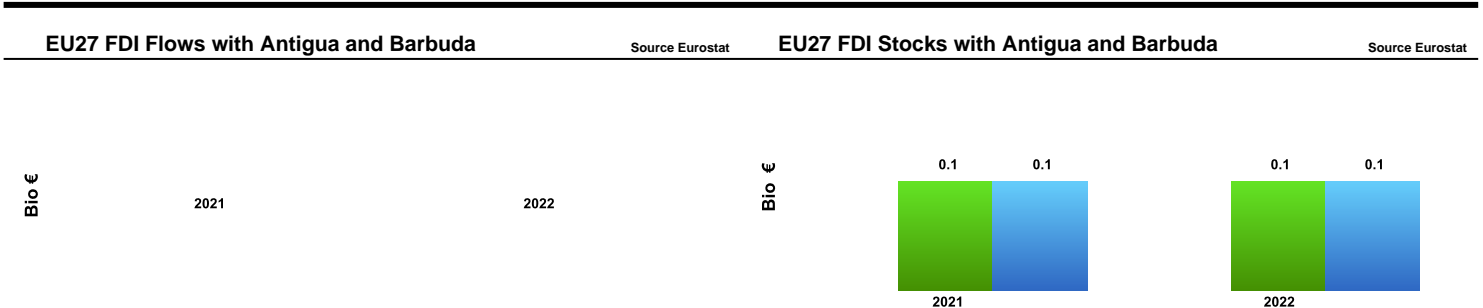 EU27 FDI Flows with Antigua and Barbuda
Source Eurostat
Bio €
2021
2022
EU27 FDI Stocks with Antigua and Barbuda
Source Eurostat
Bio €
0.1
0.1
0.1
0.1
2021
2022